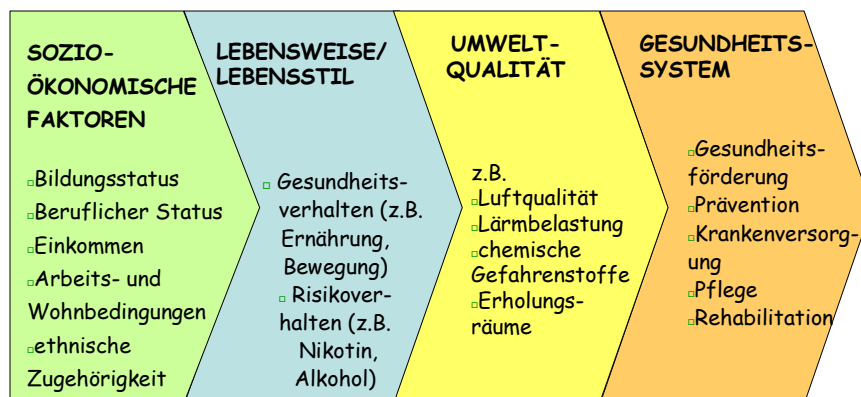 SOZIO-
ÖKONOMISCHE
FAKTOREN
Bildungsstatus
Beruflicher Status
Einkommen
Arbeits- und
Wohnbedingungen
ethnische
Zugehörigkeit
LEBENSWEISE/
LEBENSSTIL
Gesundheits-
verhalten (z.B.
Ernährung,
Bewegung)
Risikover-
halten (z.B.
Nikotin,
Alkohol)
UMWELT-
QUALITÄT
z.B.
Luftqualität
Lärmbelastung
chemische
Gefahrenstoffe
Erholungs-
räume
GESUNDHEITS-
SYSTEM
Gesundheits-
förderung
Prävention
Krankenversorg-
ung
Pflege
Rehabilitation